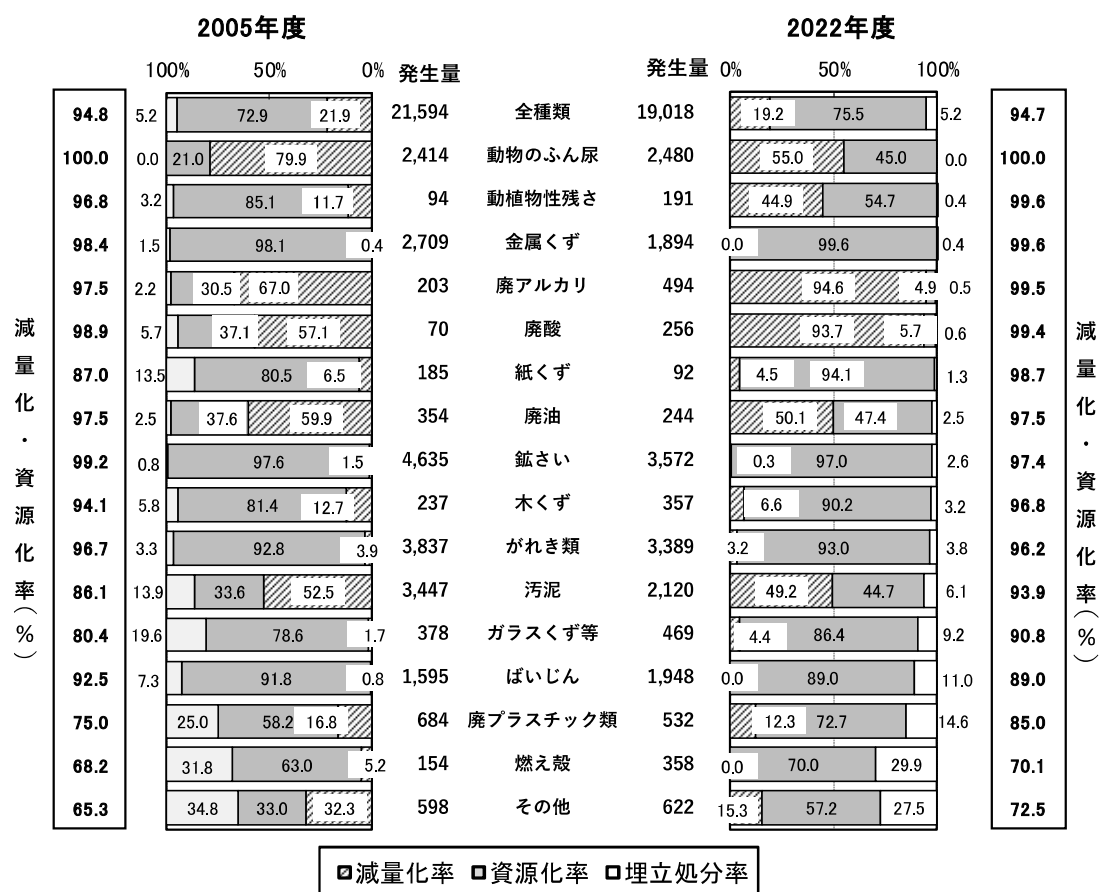 2005年度 2022年度
100% 50% 0% 発生量 発生量 0% 50% 100%
94.8 5.2 72.9 21.9 21,594 全種類 19,018 19.2 75.5 5.2 94.7
100.0 0.0 21.0 79.9 2,414 動物のふん尿 2,480 55.0 45.0 0.0 100.0
96.8 3.2 85.1 11.7 94 動植物性残さ 191 44.9 54.7 0.4 99.6
98.4 1.5 98.1 0.4 2,709 金属くず 1,894 0.0 99.6 0.4 99.6
97.5 2.2 30.5 67.0 203 廃アルカリ 494 94.6 4.9 0.5 99.5
98.9 5.7 37.1 57.1 70 廃酸 256 93.7 5.7 0.6 99.4
87.0 13.5 80.5 6.5 185 紙くず 92 4.5 94.1 1.3 98.7
97.5 2.5 37.6 59.9 354 廃油 244 50.1 47.4 2.5 97.5
99.2 0.8 97.6 1.5 4,635 鉱さい 3,572 0.3 97.0 2.6 97.4
94.1 5.8 81.4 12.7 237 木くず 357 6.6 90.2 3.2 96.8
96.7 3.3 92.8 3.9 3,837 がれき類 3,389 3.2 93.0 3.8 96.2
86.1 13.9 33.6 52.5 3,447 汚泥 2,120 49.2 44.7 6.1 93.9
80.4 19.6 78.6 1.7 378 ガラスくず等 469 4.4 86.4 9.2 90.8
92.5 7.3 91.8 0.8 1,595 ばいじん 1,948 0.0 89.0 11.0 89.0
75.0 25.0 58.2 16.8 684 廃プラスチック類 532 12.3 72.7 14.6 85.0
68.2 31.8 63.0 5.2 154 燃え殻 358 0.0 70.0 29.9 70.1
65.3 34.8 33.0 32.3 598 その他 622 15.3 57.2 27.5 72.5
減量化・資源化率(%)
減量化・資源化率(%)
減量化率 資源化率 埋立処分率